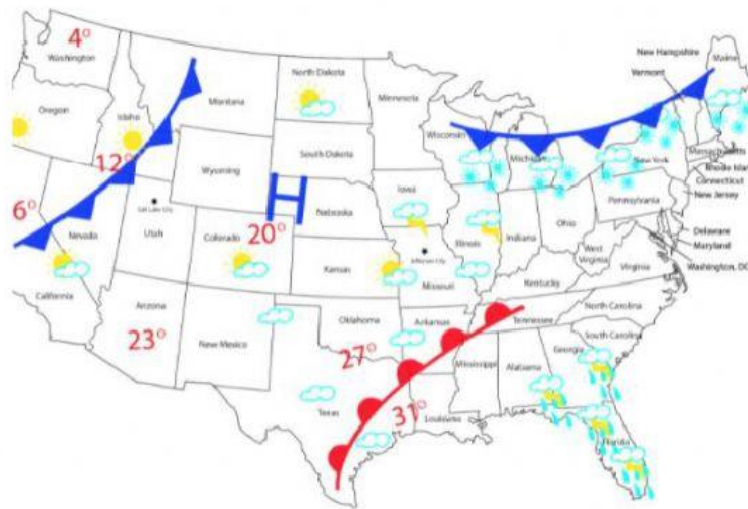 4°
Washington
Oregon
Idaho
12°
Montana
North Dakota
Minnesota
New Hampshire
Maine
Vermont
Wisconsin
Michigan
New York
Massachusetts
Rhode Islan
Connecticut
New Jersey
Wyoming
South Dakota
6°
Nevada
Salt Lake City
Utah
H
20°
Nebraska
Iowa
Colorado
Illinois
Indiana
Ohio
Pennsylvania
Delaware
Maryland
West
Virginia
Virginia
Washington, DC
California
Kansas
Jefferson City
Missouri
Kentucky
Arizona
23°
New Mexico
Oklahoma
27°
Arkansas
Tennessee
North Carolina
South Carolina
Texas
31°
Louisiana
Mississippi
Alabama
Georgia
Florida